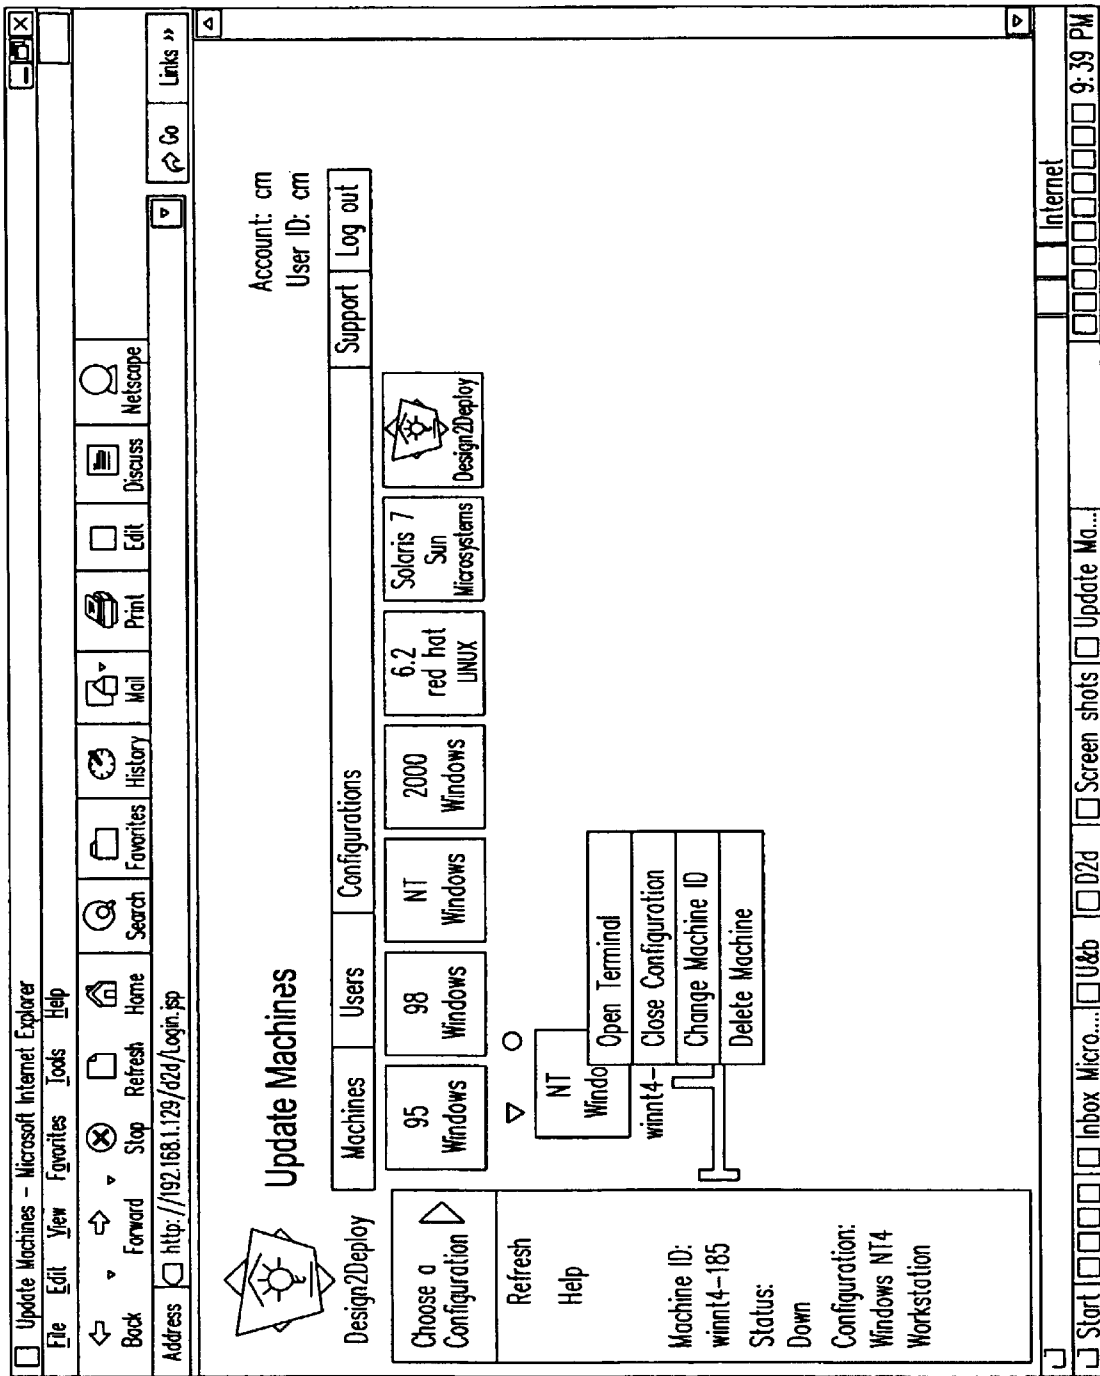 Update Machines – Microsoft Internet Explorer
File Edit View Favorites Tools Help
Back Forward Stop Refresh Home Search Favorites History Mail Print Edit Discuss Netscape
Address http://192.168.1.129/d2d/Login.jsp Go Links »
Design2Deploy
Update Machines
Account: cm
User ID: cm
Machines Users Configurations Support Log out
Choose a
Configuration
95
Windows
98
Windows
NT
Windows
2000
Windows
6.2
red hat
LINUX
Solaris 7
Sun
Microsystems
Design2Deploy
Refresh
Help
NT
Windo
winnt4-
Open Terminal
Close Configuration
Change Machine ID
Delete Machine
Machine ID:
winnt4-185
Status:
Down
Configuration:
Windows NT4
Workstation
Internet
Start Inbox Micro... U&b D2d Screen shots Update Ma... 9:39 PM